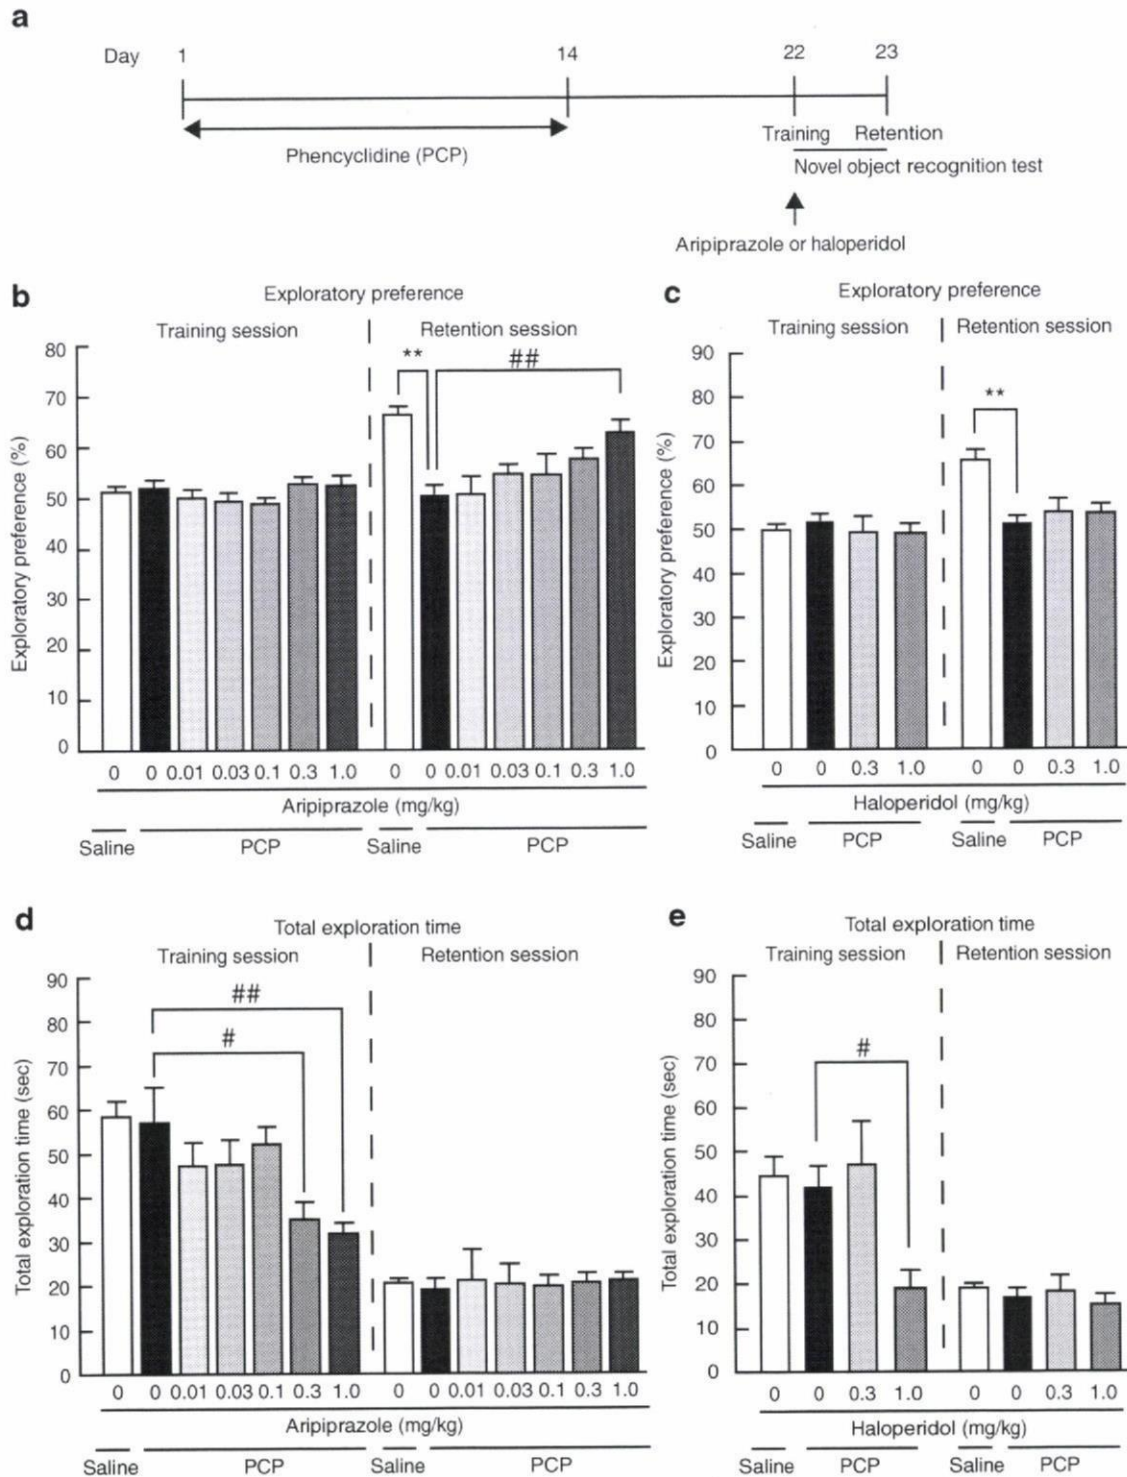 a
Day 1 14 22 23
Training Retention
Phencyclidine (PCP)
Novel object recognition test
Aripiprazole or haloperidol
b
Exploratory preference
Training session Retention session
** ##
Exploratory preference (%)
80
70
60
50
40
30
20
10
0
0 0 0.01 0.03 0.1 0.3 1.0 0 0 0.01 0.03 0.1 0.3 1.0
Aripiprazole (mg/kg)
Saline PCP Saline PCP
c
Exploratory preference
Training session Retention session
**
Exploratory preference (%)
90
80
70
60
50
40
30
20
10
0
0 0 0.3 1.0 0 0 0.3 1.0
Haloperidol (mg/kg)
Saline PCP Saline PCP
d
Total exploration time
Training session Retention session
##
#
Total exploration time (sec)
90
80
70
60
50
40
30
20
10
0
0 0 0.01 0.03 0.1 0.3 1.0 0 0 0.01 0.03 0.1 0.3 1.0
Aripiprazole (mg/kg)
Saline PCP Saline PCP
e
Total exploration time
Training session Retention session
#
Total exploration time (sec)
90
80
70
60
50
40
30
20
10
0
0 0 0.3 1.0 0 0 0.3 1.0
Haloperidol (mg/kg)
Saline PCP Saline PCP